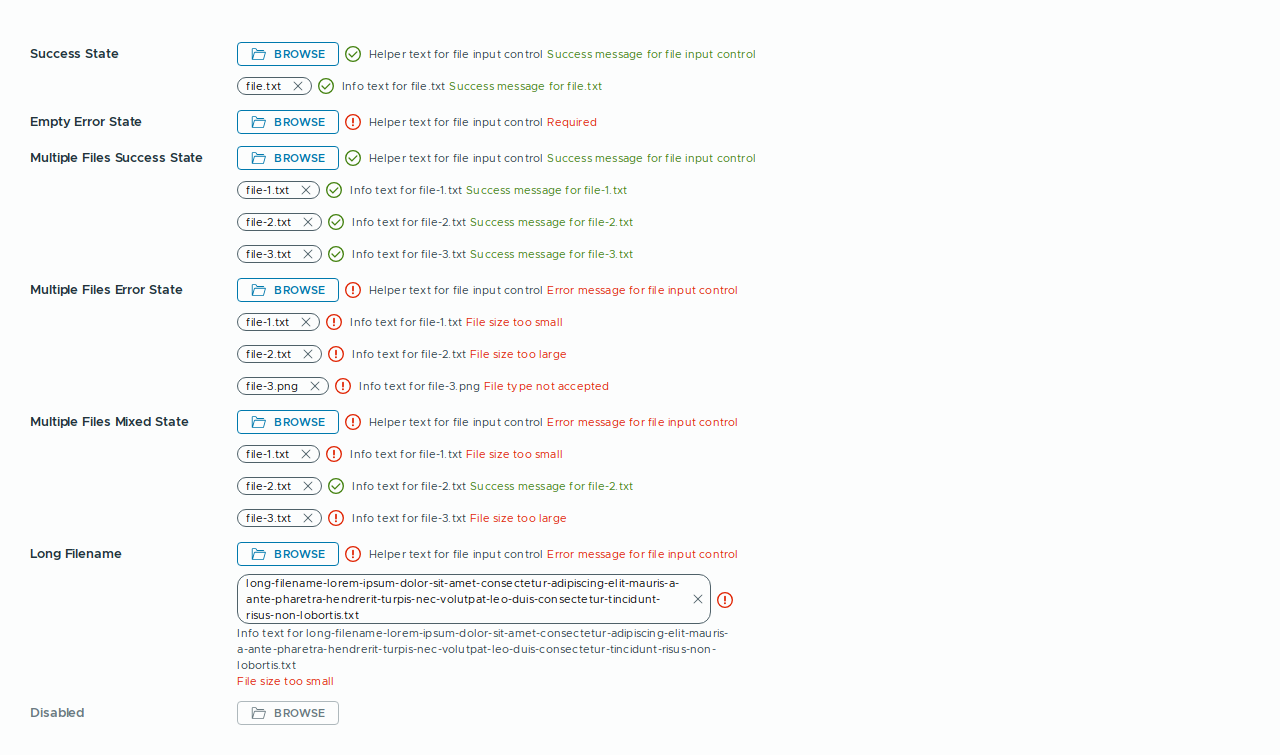 Success State BROWSE Helper text for file input control Success message for file input control
file.txt Info text for file.txt Success message for file.txt
Empty Error State BROWSE Helper text for file input control Required
Multiple Files Success State BROWSE Helper text for file input control Success message for file input control
file-1.txt Info text for file-1.txt Success message for file-1.txt
file-2.txt Info text for file-2.txt Success message for file-2.txt
file-3.txt Info text for file-3.txt Success message for file-3.txt
Multiple Files Error State BROWSE Helper text for file input control Error message for file input control
file-1.txt Info text for file-1.txt File size too small
file-2.txt Info text for file-2.txt File size too large
file-3.png Info text for file-3.png File type not accepted
Multiple Files Mixed State BROWSE Helper text for file input control Error message for file input control
file-1.txt Info text for file-1.txt File size too small
file-2.txt Info text for file-2.txt Success message for file-2.txt
file-3.txt Info text for file-3.txt File size too large
Long Filename BROWSE Helper text for file input control Error message for file input control
long-filename-lorem-ipsum-dolor-sit-amet-consectetur-adipiscing-elit-mauris-a-
ante-pharetra-hendrerit-turpis-nec-volutpat-leo-duis-consectetur-tincidunt-
risus-non-lobortis.txt
Info text for long-filename-lorem-ipsum-dolor-sit-amet-consectetur-adipiscing-elit-mauris-
a-ante-pharetra-hendrerit-turpis-nec-volutpat-leo-duis-consectetur-tincidunt-risus-non-
lobortis.txt
File size too small
Disabled BROWSE